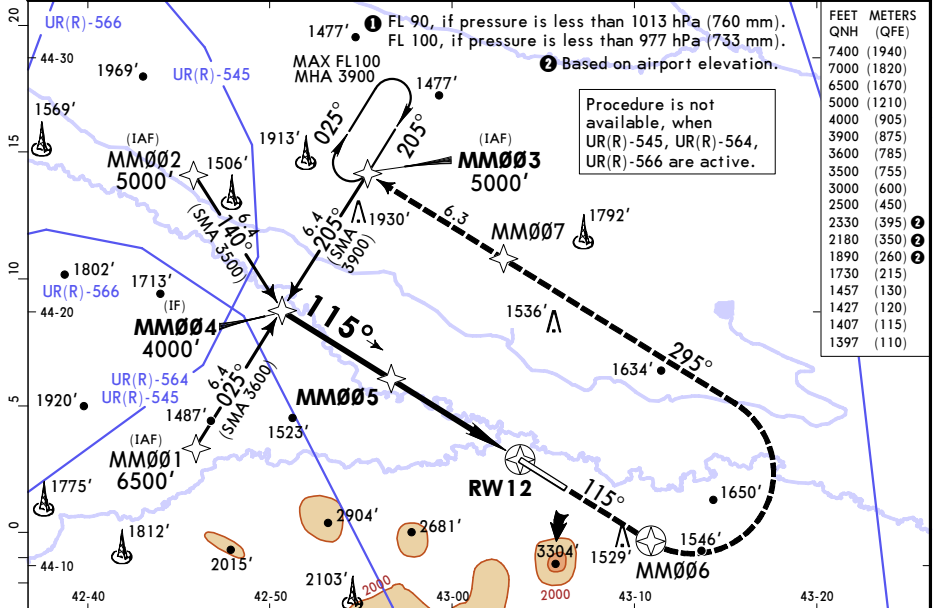 20
15
10
5
0
UR(R)-566
44-30
1969'
1569'
UR(R)-545
1477'
❶ FL 90, if pressure is less than 1013 hPa (760 mm).
FL 100, if pressure is less than 977 hPa (733 mm).
❷ Based on airport elevation.
MAX FL100
MHA 3900
1477'
Procedure is not
available, when
UR(R)-545, UR(R)-564,
UR(R)-566 are active.
025°
205°
1913'
(IAF)
MM002
5000'
1506'
(IAF)
MM003
5000'
1930'
6.4
140°
(SMA 3500)
6.4
205°
(SMA
3900)
6.3
MM007
1792'
1802'
UR(R)-566
1713'
(IF)
MM004
4000'
44-20
115°
1536'
295°
1634'
UR(R)-564
UR(R)-545
1920'
6.4
025°
(SMA 3600)
1487'
(IAF)
MM001
6500'
MM005
1523'
RW12
115°
1650'
1775'
1812'
2015'
2904'
2681'
3304'
1529'
1546'
MM006
44-10
2103'
2000
2000
42-40
42-50
43-00
43-10
43-20
FEET METERS
QNH (QFE)
7400 (1940)
7000 (1820)
6500 (1670)
5000 (1210)
4000 (905)
3900 (875)
3600 (785)
3500 (755)
3000 (600)
2500 (450)
2330 (395) ❷
2180 (350) ❷
1890 (260) ❷
1730 (215)
1457 (130)
1427 (120)
1407 (115)
1397 (110)